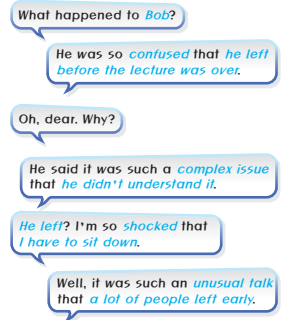 What happened to Bob?
He was so confused that he left
before the lecture was over.
Oh, dear. Why?
He said it was such a complex issue
that he didn't understand it.
He left? I'm so shocked that
I have to sit down.
Well, it was such an unusual talk
that a lot of people left early.